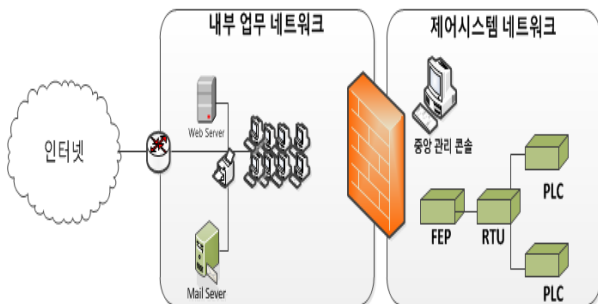 내부 업무 네트워크
제어시스템 네트워크
인터넷
Web Server
Mail Sever
중앙 관리 콘솔
FEP
RTU
PLC
PLC